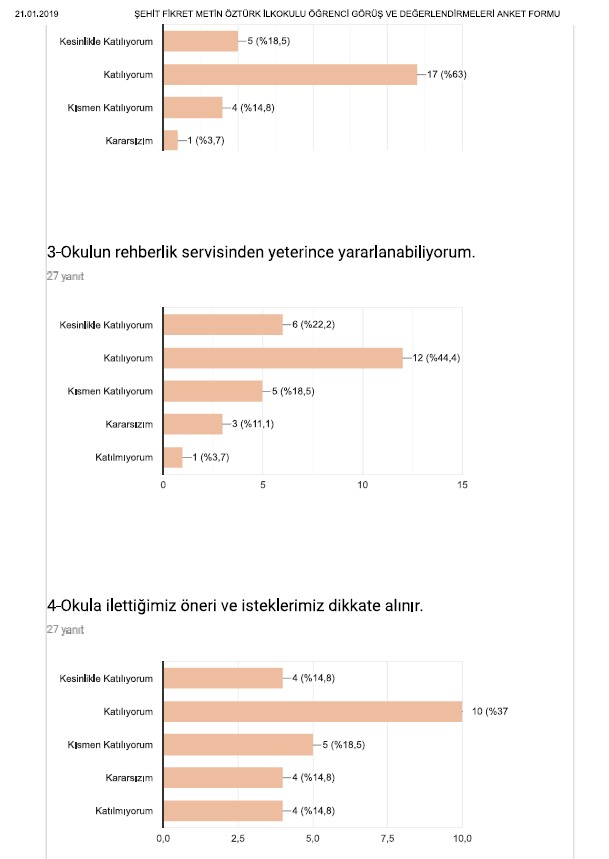 21.01.2019 ŞEHİT FİKRET METİN ÖZTÜRK İLKOKULU ÖĞRENCİ GÖRÜŞ VE DEĞERLENDİRMELERİ ANKET FORMU
Kesinlikle Katılıyorum 5 (%18,5)
Katılıyorum 17 (%63)
Kısmen Katılıyorum 4 (%14,8)
Kararsızım 1 (%3,7)
3-Okulun rehberlik servisinden yeterince yararlanabiliyorum.
27 yanıt
Kesinlikle Katılıyorum 6 (%22,2)
Katılıyorum 12 (%44,4)
Kısmen Katılıyorum 5 (%18,5)
Kararsızım 3 (%11,1)
Katılmıyorum 1 (%3,7)
0 5 10 15
4-Okula ilettiğimiz öneri ve isteklerimiz dikkate alınır.
27 yanıt
Kesinlikle Katılıyorum 4 (%14,8)
Katılıyorum 10 (%37
Kısmen Katılıyorum 5 (%18,5)
Kararsızım 4 (%14,8)
Katılmıyorum 4 (%14,8)
0,0 2,5 5,0 7,5 10,0